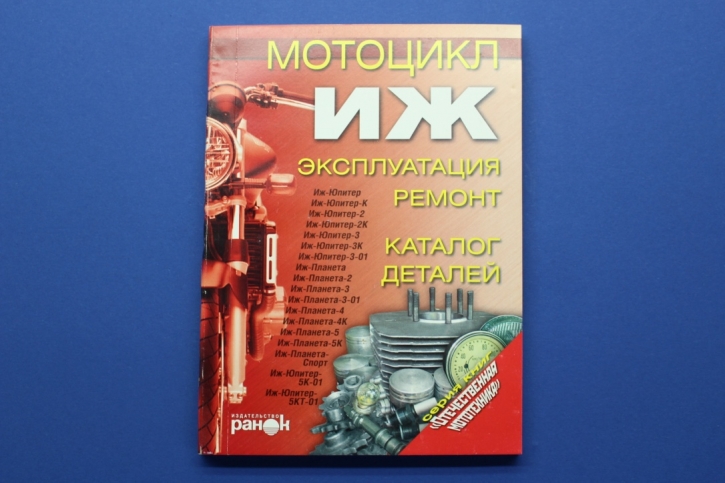 МОТОЦИКЛ
ИЖ
ЭКСПЛУАТАЦИЯ
РЕМОНТ
КАТАЛОГ
ДЕТАЛЕЙ
Иж-Юпитер
Иж-Юпитер-К
Иж-Юпитер-2
Иж-Юпитер-2К
Иж-Юпитер-3
Иж-Юпитер-3К
Иж-Юпитер-3-01
Иж-Планета
Иж-Планета-2
Иж-Планета-3
Иж-Планета-3-01
Иж-Планета-4
Иж-Планета-4К
Иж-Планета-5
Иж-Планета-5К
Иж-Планета-
Спорт
Иж-Юпитер-
5К-01
Иж-Юпитер-
5КТ-01
серия книг
«ОТЕЧЕСТВЕННАЯ
МОТОТЕХНИКА»
ИЗДАТЕЛЬСТВО
РАНОК